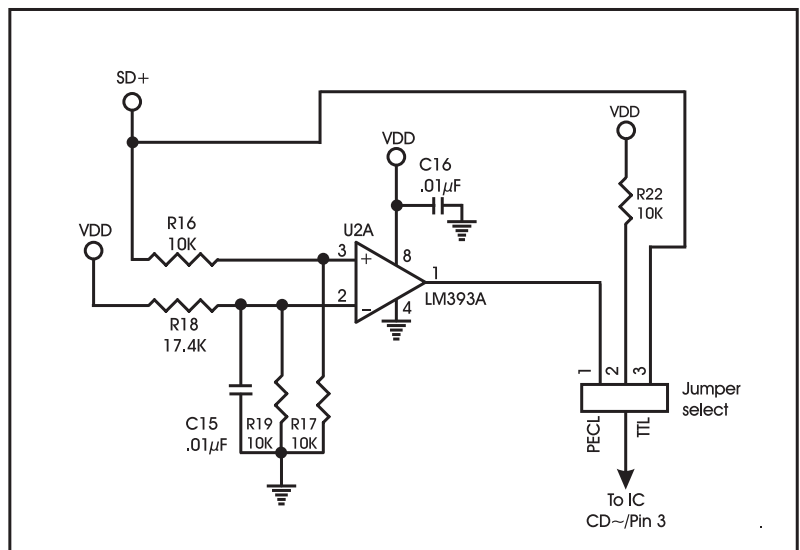 SD+
VDD
C16
.01µF
VDD
R22
10K
VDD
R16
10K
U2A
3
+
8
1
2
−
4
LM393A
R18
17.4K
C15
.01µF
R19
10K
R17
10K
1
2
3
Jumper
select
PECL
TTL
To IC
CD~/Pin 3